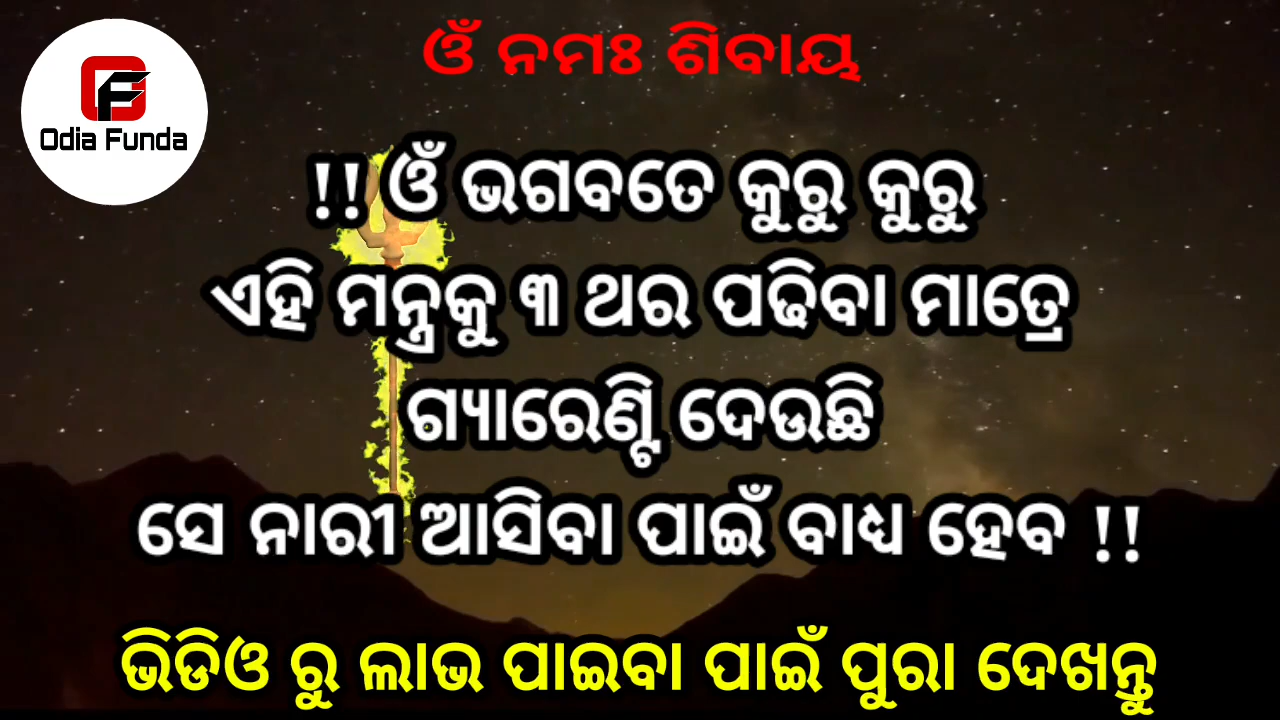 ଓଁ ନମଃ ଶିବାୟ
Odia Funda
!! ଓଁ ଭଗବତେ କୁରୁ କୁରୁ
ଏହି ମନ୍ତ୍ରକୁ ୩ ଥର ପଢିବା ମାତ୍ରେ
ଗ୍ୟାରେଣ୍ଟି ଦେଉଛି
ସେ ନାରୀ ଆସିବା ପାଇଁ ବାଧ୍ୟ ହେବ !!
ଭିଡିଓ ରୁ ଲାଭ ପାଇବା ପାଇଁ ପୁରା ଦେଖନ୍ତୁ